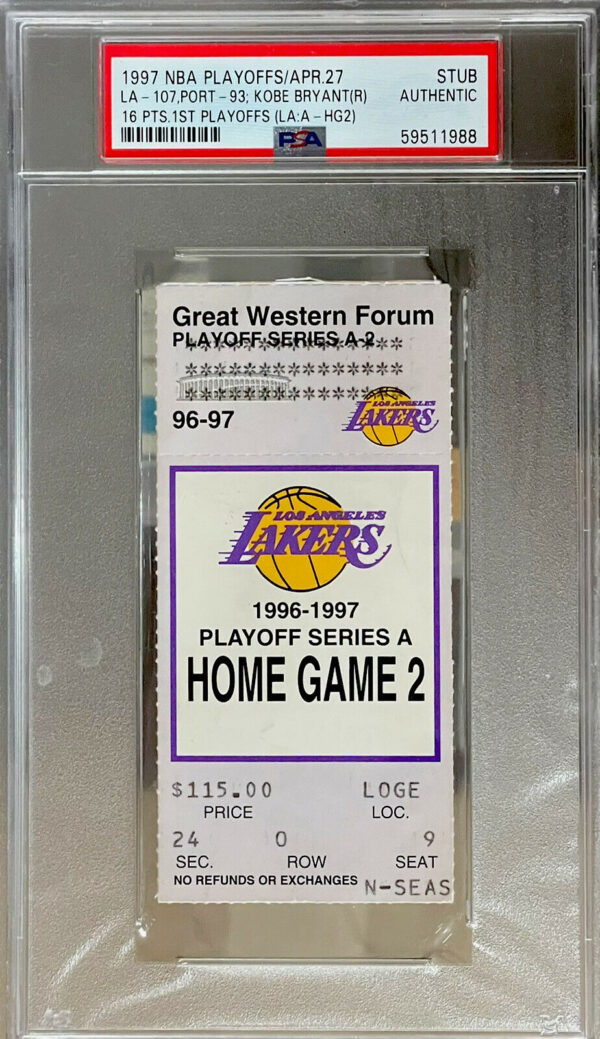 1997 NBA PLAYOFFS/APR.27 STUB
LA-107,PORT-93; KOBE BRYANT(R) AUTHENTIC
16 PTS.1ST PLAYOFFS (LA:A-HG2)
PSA 59511988
Great Western Forum
PLAYOFF SERIES A-2
96-97
LOS ANGELES
LAKERS
LOS ANGELES
LAKERS
1996-1997
PLAYOFF SERIES A
HOME GAME 2
$115.00 LOGE
PRICE LOC.
24 0 9
SEC. ROW SEAT
NO REFUNDS OR EXCHANGES N-SEAS